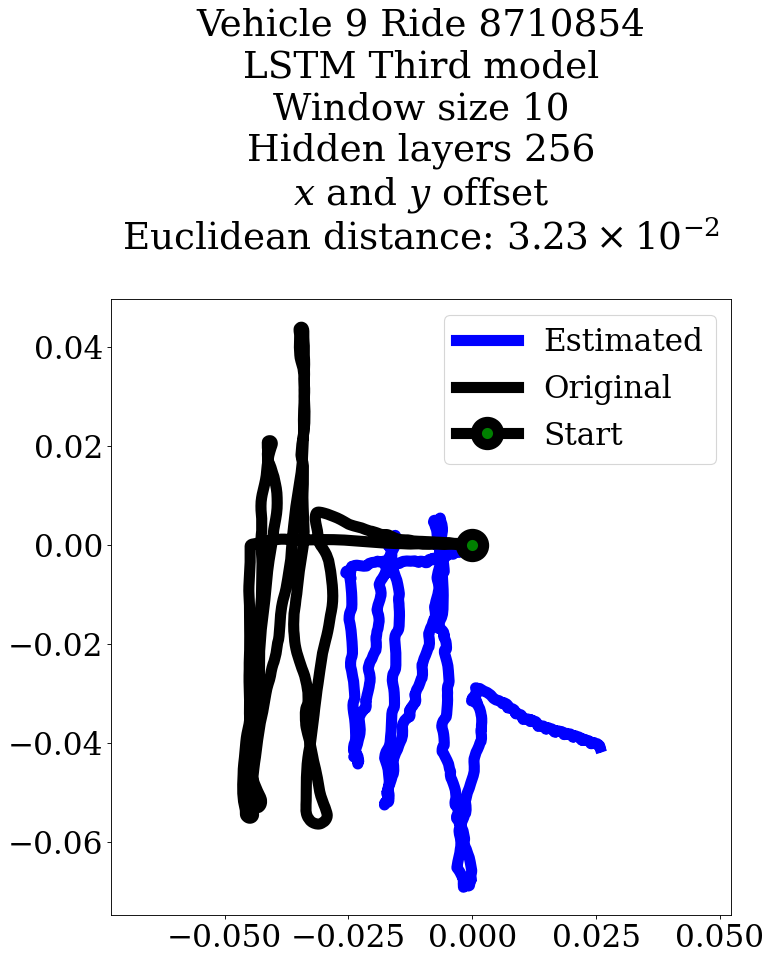 Vehicle 9 Ride 8710854
LSTM Third model
Window size 10
Hidden layers 256
x and y offset
Euclidean distance: 3.23 × 10⁻²
Estimated
Original
Start
0.04
0.02
0.00
−0.02
−0.04
−0.06
−0.050 −0.025 0.000 0.025 0.050